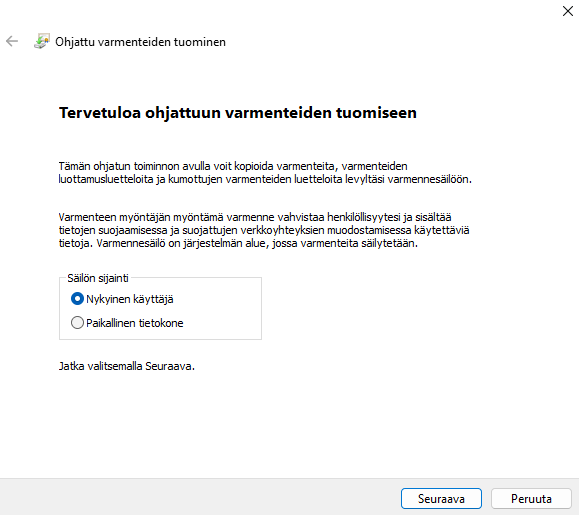 Ohjattu varmenteiden tuominen
Tervetuloa ohjattuun varmenteiden tuomiseen
Tämän ohjatun toiminnon avulla voit kopioida varmenteita, varmenteiden
luottamusluetteloita ja kumottujen varmenteiden luetteloita levyltäsi varmennesäilöön.
Varmenteen myöntäjän myöntämä varmenne vahvistaa henkilöllisyytesi ja sisältää
tietojen suojaamisessa ja suojattujen verkkoyhteyksien muodostamisessa käytettäviä
tietoja. Varmennesäilö on järjestelmän alue, jossa varmenteita säilytetään.
Säilön sijainti
Nykyinen käyttäjä
Paikallinen tietokone
Jatka valitsemalla Seuraava.
Seuraava
Peruuta